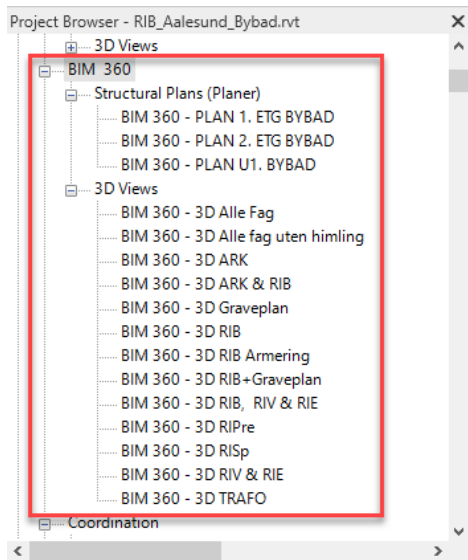 Project Browser - RIB_Aalesund_Bybad.rvt
3D Views
BIM 360
Structural Plans (Planer)
BIM 360 - PLAN 1. ETG BYBAD
BIM 360 - PLAN 2. ETG BYBAD
BIM 360 - PLAN U1. BYBAD
3D Views
BIM 360 - 3D Alle Fag
BIM 360 - 3D Alle fag uten himling
BIM 360 - 3D ARK
BIM 360 - 3D ARK & RIB
BIM 360 - 3D Graveplan
BIM 360 - 3D RIB
BIM 360 - 3D RIB Armering
BIM 360 - 3D RIB+Graveplan
BIM 360 - 3D RIB, RIV & RIE
BIM 360 - 3D RIPre
BIM 360 - 3D RISp
BIM 360 - 3D RIV & RIE
BIM 360 - 3D TRAFO
Coordination